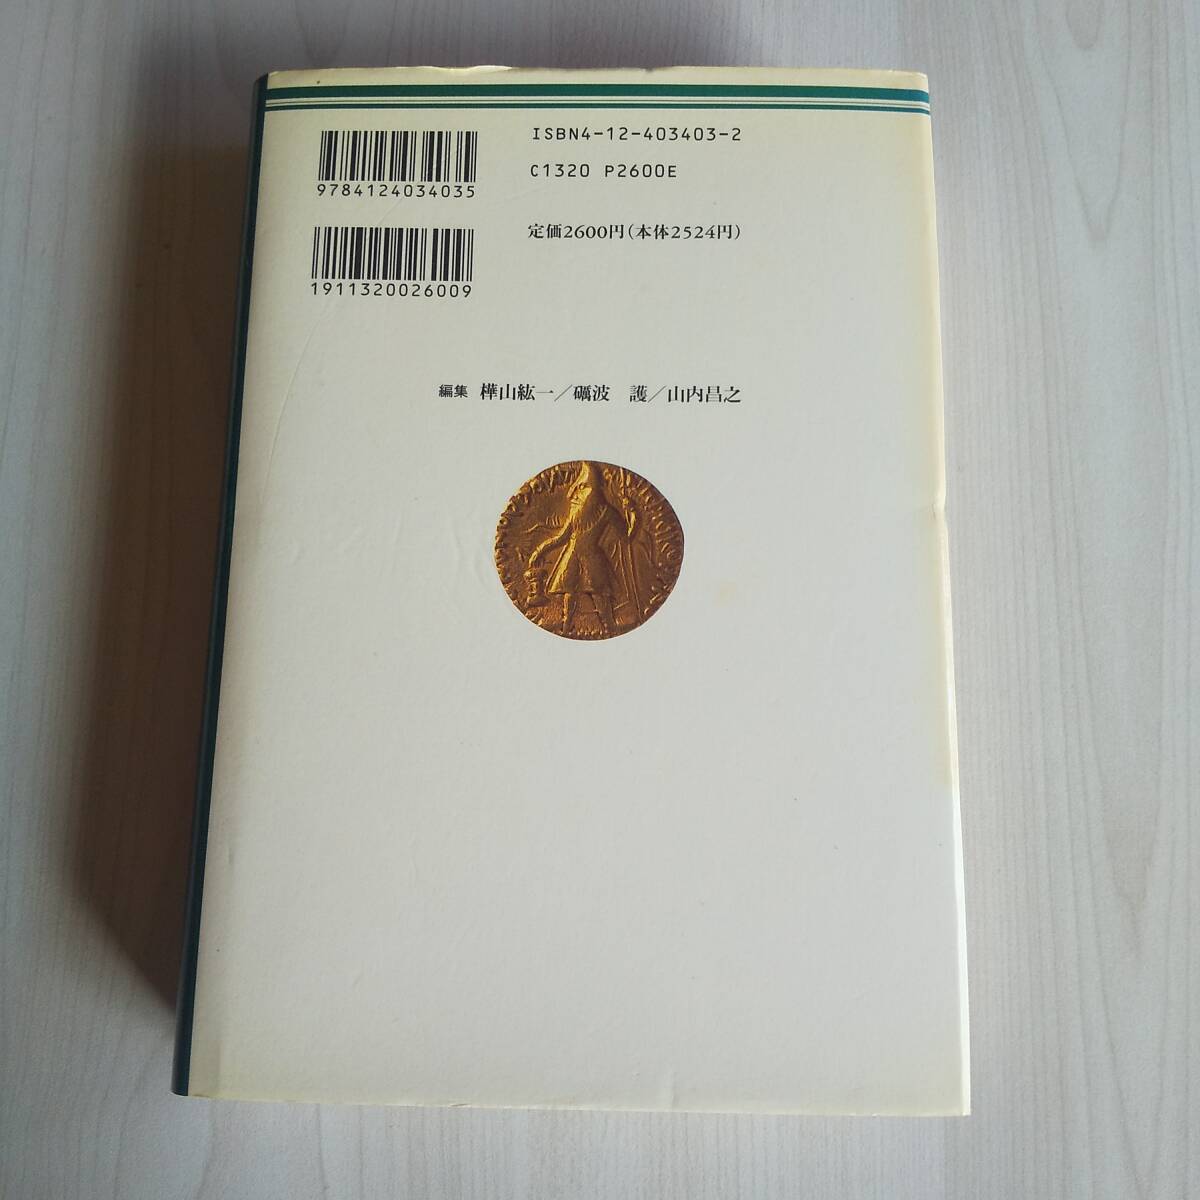 ISBN4-12-403403-2
C1320 P2600E
9784124034035
定価2600円(本体2524円)
1911320026009
編集 樺山紘一/礪波 護/山内昌之